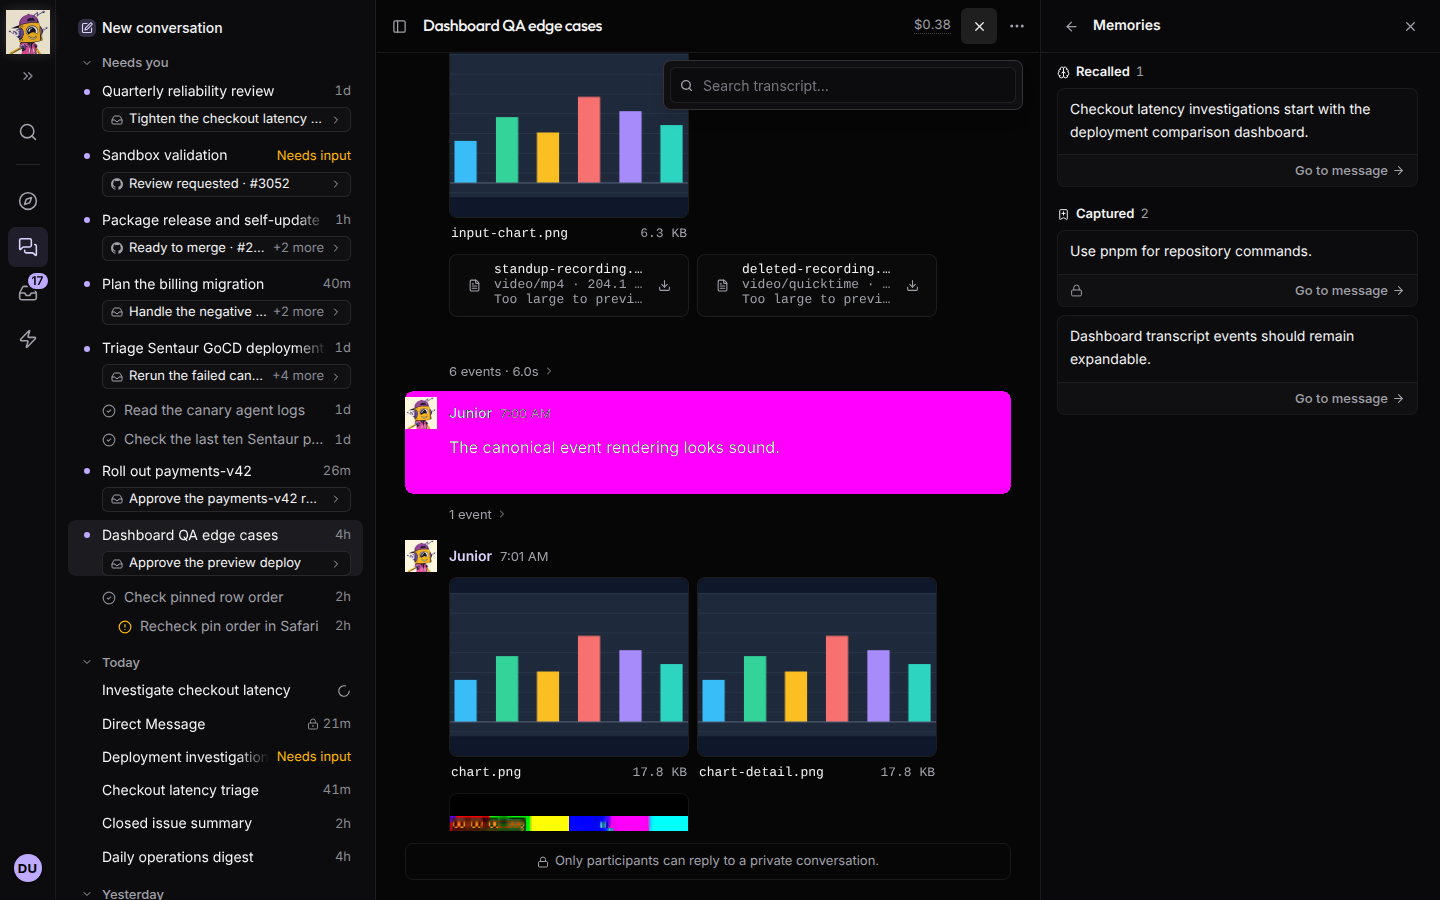 New conversation
Needs you
Quarterly reliability review 1d
Tighten the checkout latency ...
Sandbox validation Needs input
Review requested · #3052
Package release and self-update 1h
Ready to merge · #2... +2 more
Plan the billing migration 40m
Handle the negative ... +2 more
Triage Sentaur GoCD deployment 1d
Rerun the failed can... +4 more
Read the canary agent logs 1d
Check the last ten Sentaur p... 1d
Roll out payments-v42 26m
Approve the payments-v42 r...
Dashboard QA edge cases 4h
Approve the preview deploy
Check pinned row order 2h
Recheck pin order in Safari 2h
Today
Investigate checkout latency
Direct Message 21m
Deployment investigation Needs input
Checkout latency triage 41m
Closed issue summary 2h
Daily operations digest 4h
Yesterday
17
DU
Dashboard QA edge cases $0.38
Search transcript...
input-chart.png 6.3 KB
standup-recording.…
video/mp4 · 204.1 …
Too large to previ…
deleted-recording.…
video/quicktime · …
Too large to previ…
6 events · 6.0s
Junior 7:00 AM
The canonical event rendering looks sound.
1 event
Junior 7:01 AM
chart.png 17.8 KB
chart-detail.png 17.8 KB
Only participants can reply to a private conversation.
Memories
Recalled 1
Checkout latency investigations start with the
deployment comparison dashboard.
Go to message
Captured 2
Use pnpm for repository commands.
Go to message
Dashboard transcript events should remain
expandable.
Go to message